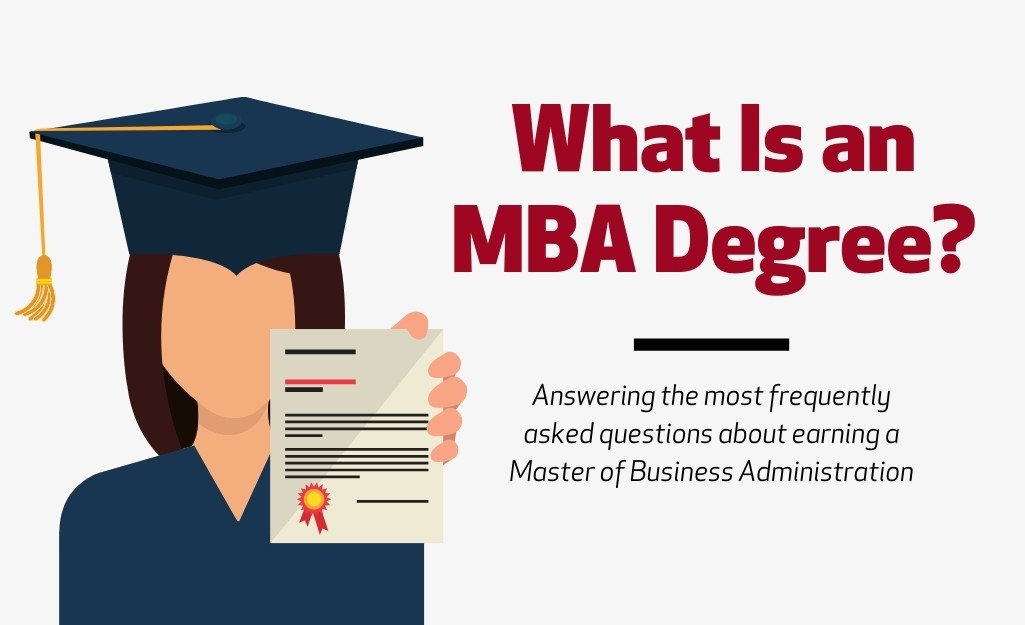 What Is an
MBA Degree?
Answering the most frequently
asked questions about earning a
Master of Business Administration